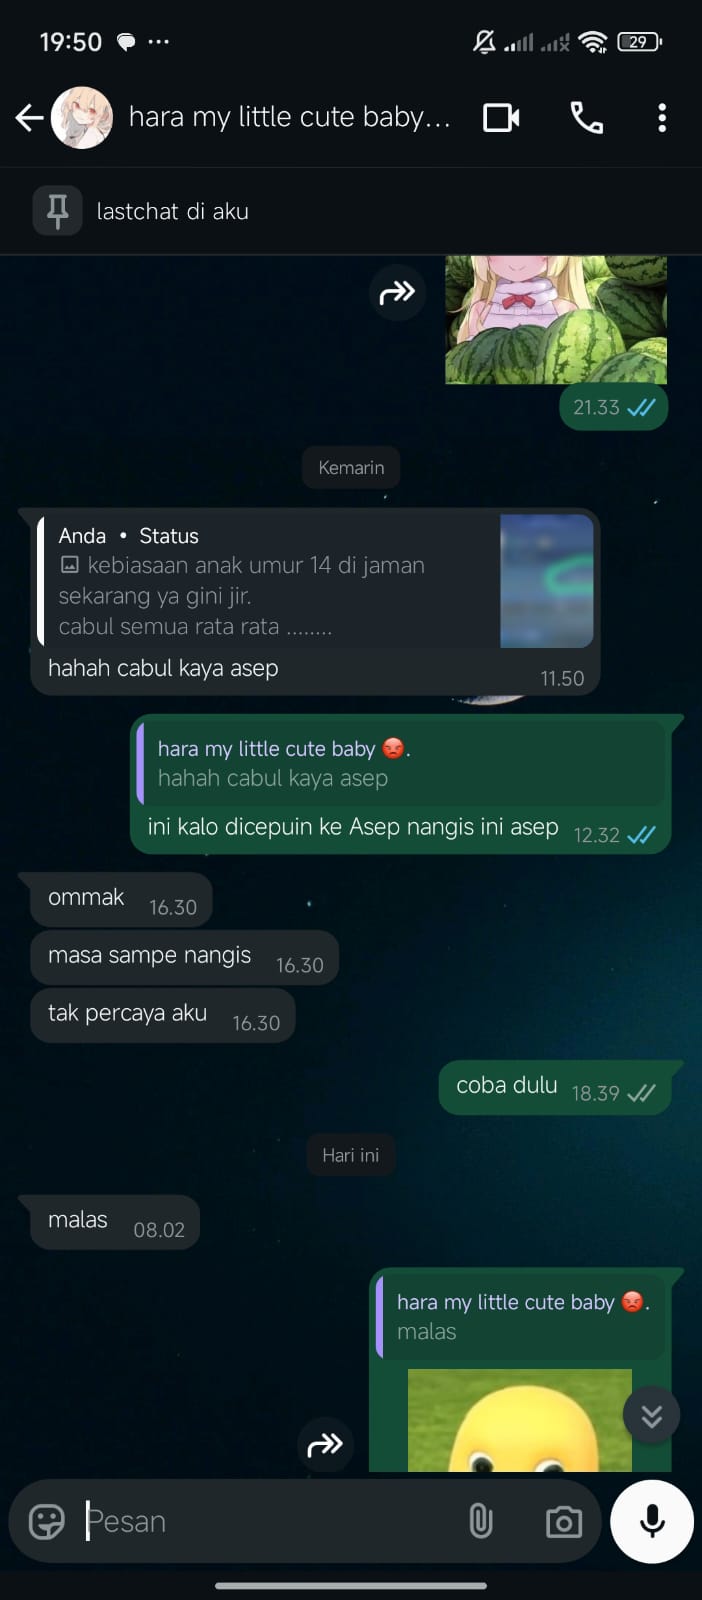 19:50
29
hara my little cute baby...
lastchat di aku
21.33
Kemarin
Anda • Status
kebiasaan anak umur 14 di jaman
sekarang ya gini jir.
cabul semua rata rata ........
hahah cabul kaya asep
11.50
hara my little cute baby 😡.
hahah cabul kaya asep
ini kalo dicepuin ke Asep nangis ini asep
12.32
ommak
16.30
masa sampe nangis
16.30
tak percaya aku
16.30
coba dulu
18.39
Hari ini
malas
08.02
hara my little cute baby 😡.
malas
Pesan